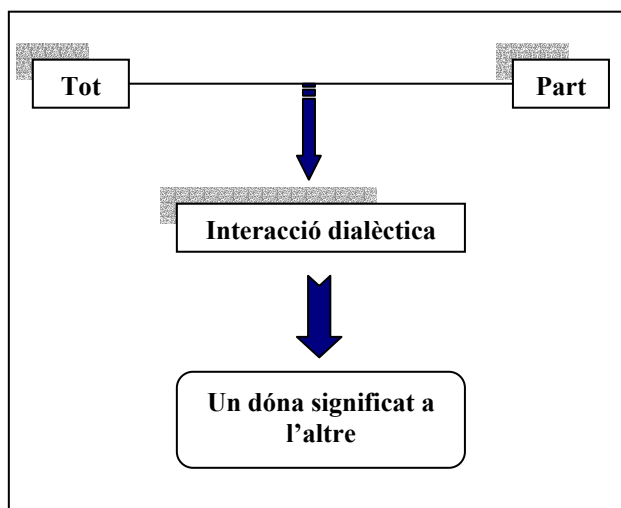 Tot
Part
Interacció dialèctica
Un dóna significat a
l’altre